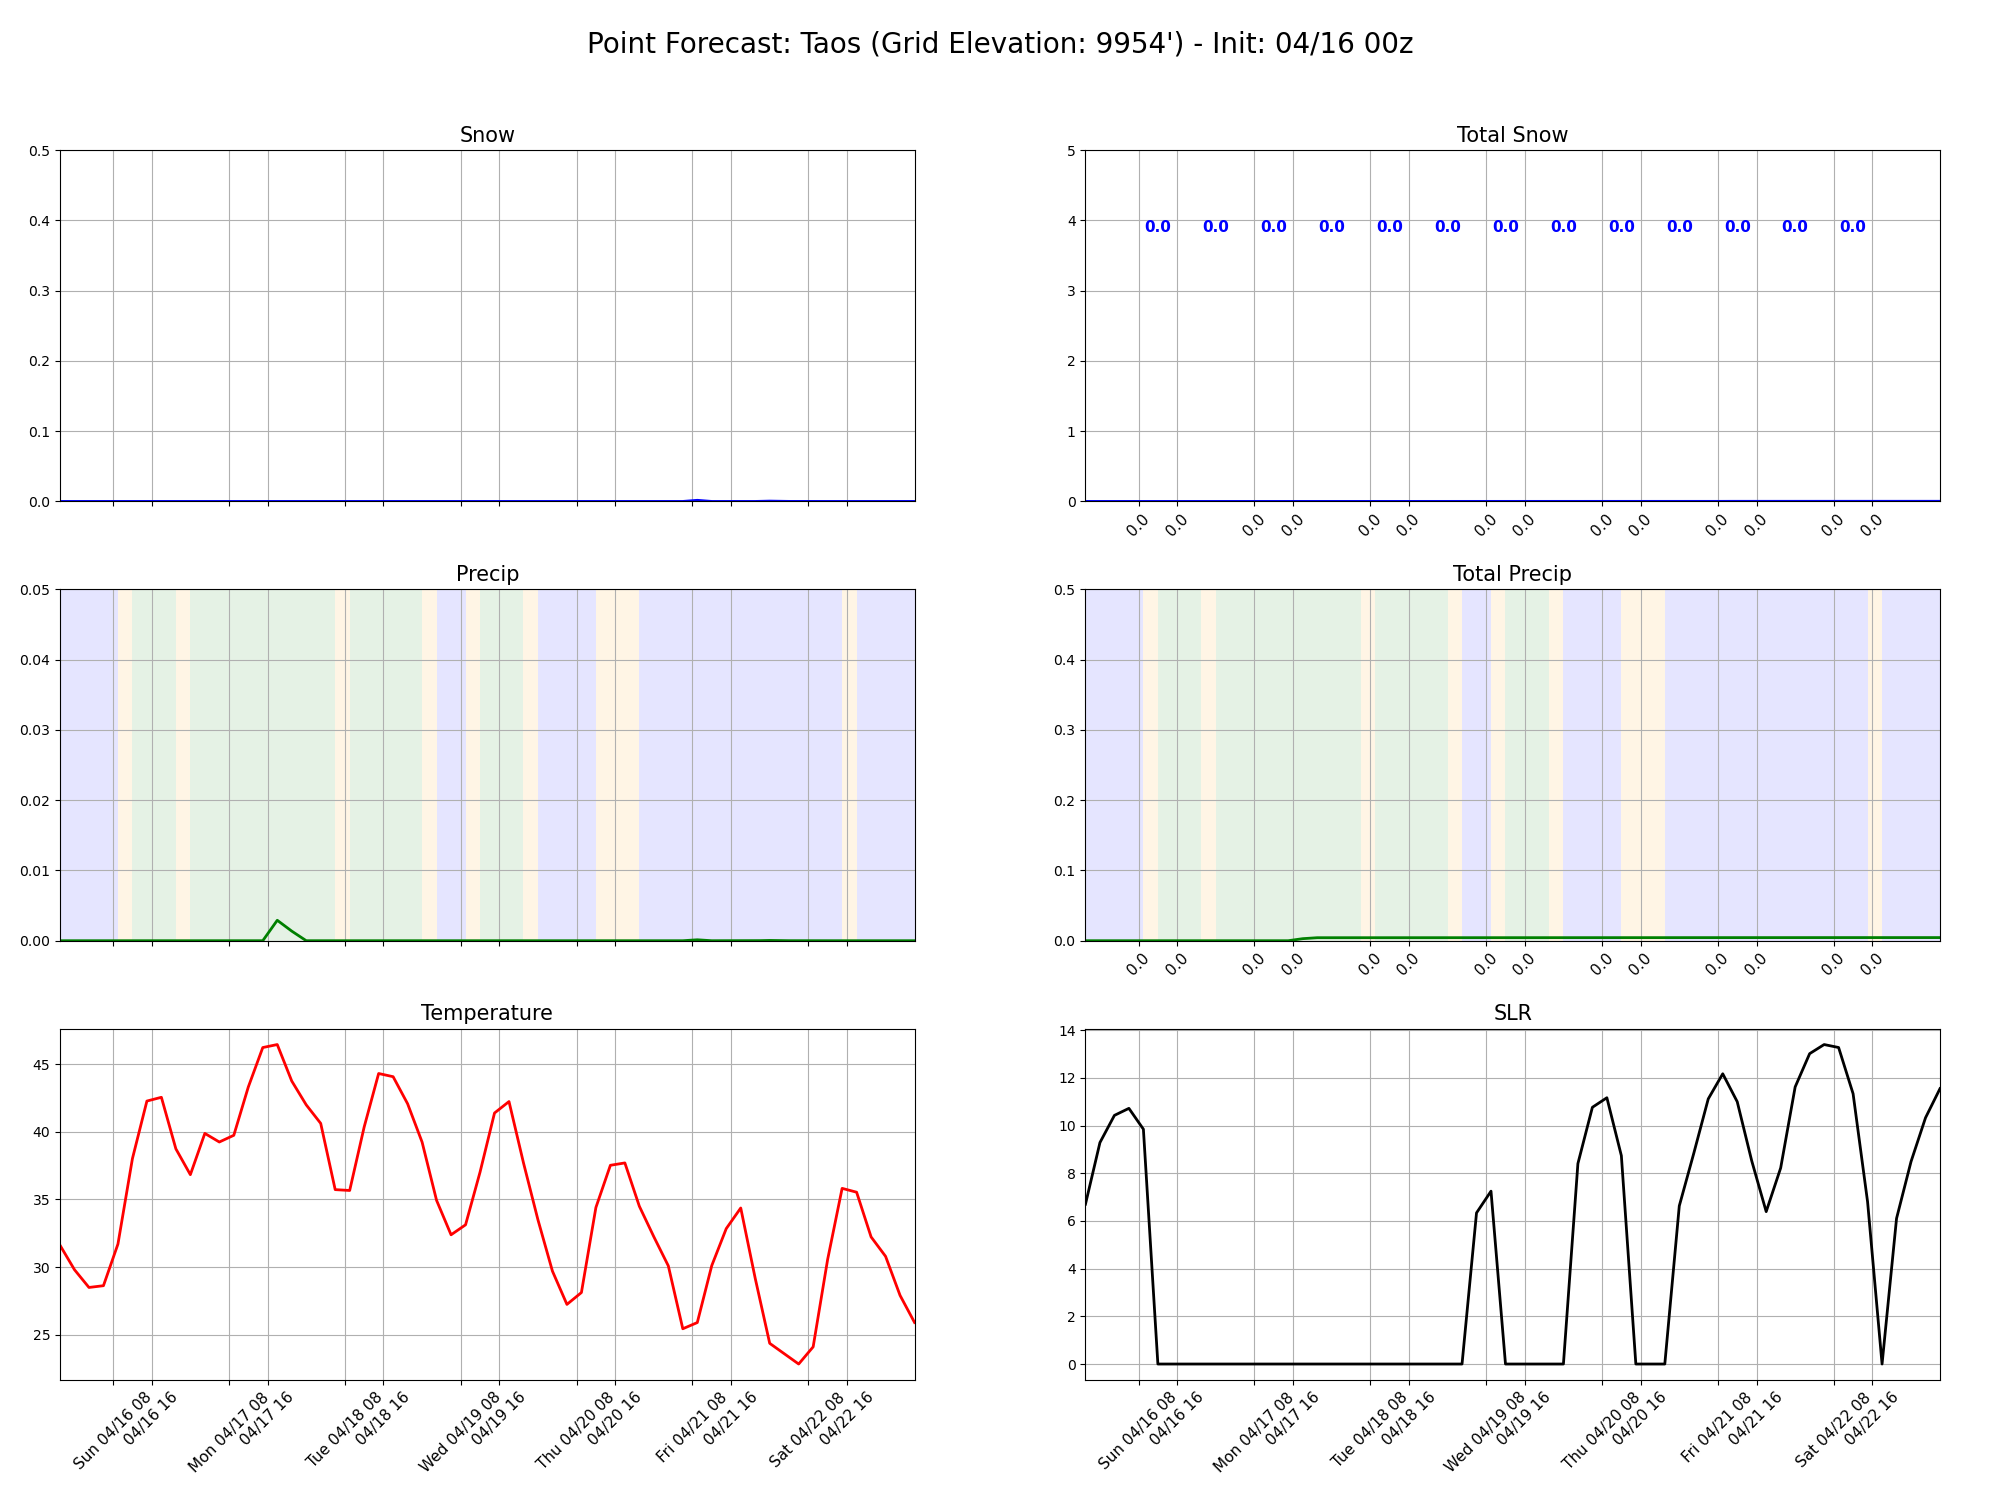 Point Forecast: Taos (Grid Elevation: 9954') - Init: 04/16 00z
Snow
0.5
0.4
0.3
0.2
0.1
0.0
Total Snow
5
4
3
2
1
0
0.0 0.0 0.0 0.0 0.0 0.0 0.0 0.0 0.0 0.0 0.0 0.0 0.0
0.0 0.0 0.0 0.0 0.0 0.0 0.0 0.0 0.0 0.0 0.0 0.0 0.0 0.0
Precip
0.05
0.04
0.03
0.02
0.01
0.00
Total Precip
0.5
0.4
0.3
0.2
0.1
0.0
0.0 0.0 0.0 0.0 0.0 0.0 0.0 0.0 0.0 0.0 0.0 0.0 0.0 0.0
Temperature
45
40
35
30
25
Sun 04/16 08
04/16 16
Mon 04/17 08
04/17 16
Tue 04/18 08
04/18 16
Wed 04/19 08
04/19 16
Thu 04/20 08
04/20 16
Fri 04/21 08
04/21 16
Sat 04/22 08
04/22 16
SLR
14
12
10
8
6
4
2
0
Sun 04/16 08
04/16 16
Mon 04/17 08
04/17 16
Tue 04/18 08
04/18 16
Wed 04/19 08
04/19 16
Thu 04/20 08
04/20 16
Fri 04/21 08
04/21 16
Sat 04/22 08
04/22 16